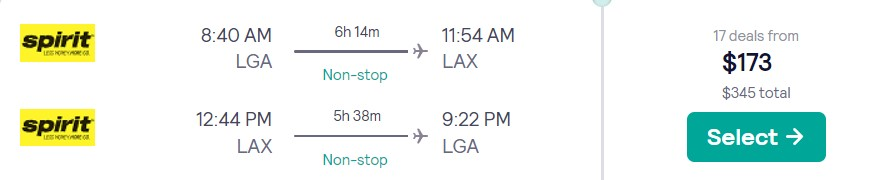 spirit
LESS MONEY. MORE GO.
8:40 AM
6h 14m
11:54 AM
LGA
LAX
Non-stop
spirit
LESS MONEY. MORE GO.
12:44 PM
5h 38m
9:22 PM
LAX
LGA
Non-stop
17 deals from
$173
$345 total
Select →